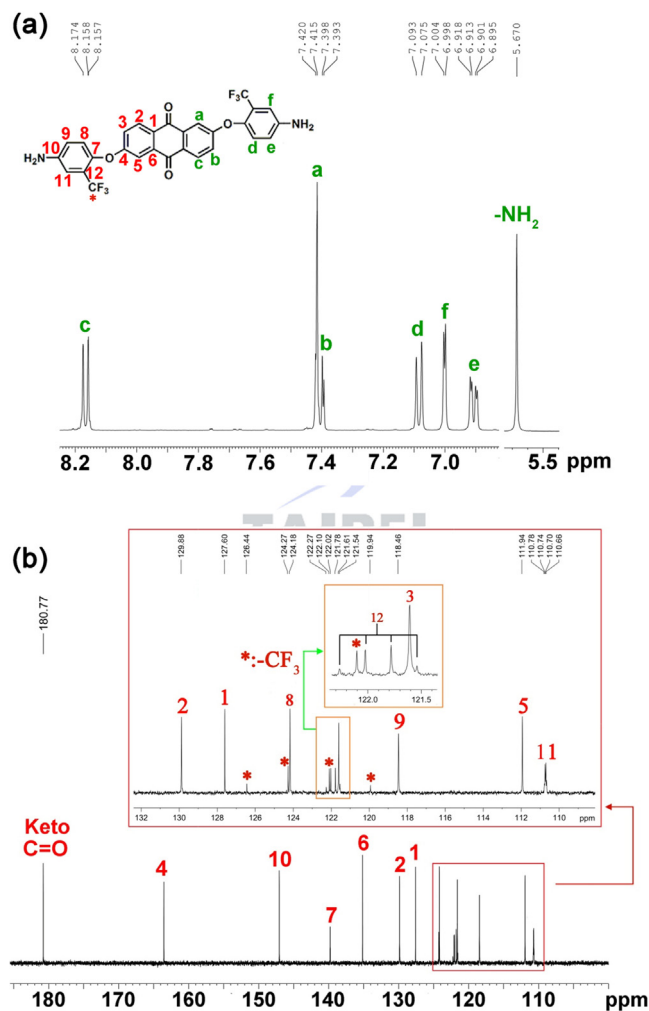 (a)
8.174
8.158
8.157
7.420
7.415
7.398
7.393
7.093
7.075
7.004
6.998
6.918
6.913
6.901
6.895
5.670
H2N
10
9
8
7
11
12
CF3
*
O
4
3
2
1
5
6
O
O
a
b
c
O
CF3
f
d
e
NH2
c
a
b
d
f
e
-NH2
8.2 8.0 7.8 7.6 7.4 7.2 7.0 5.5 ppm
TAIPEI
(b)
180.77
129.88
127.60
126.44
124.27
124.18
122.27
122.10
122.02
121.78
121.61
121.54
119.94
118.46
111.94
110.78
110.74
110.70
110.66
*:-CF3
12
3
*
122.0 121.5
2 1 8 9 5 11
* * * *
132 130 128 126 124 122 120 118 116 114 112 110 108 ppm
Keto
C=O
4 10 7 6 2 1
180 170 160 150 140 130 120 110 ppm